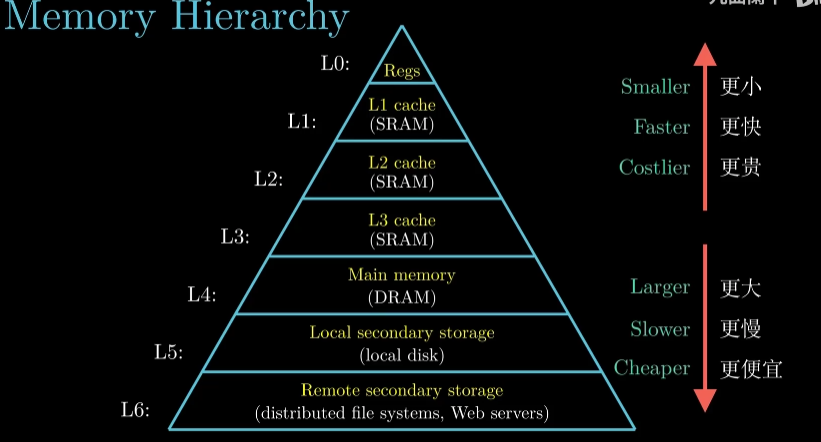 Memory Hierarchy
L0:
Regs
L1:
L1 cache
(SRAM)
L2:
L2 cache
(SRAM)
L3:
L3 cache
(SRAM)
L4:
Main memory
(DRAM)
L5:
Local secondary storage
(local disk)
L6:
Remote secondary storage
(distributed file systems, Web servers)
Smaller 更小
Faster 更快
Costlier 更贵
Larger 更大
Slower 更慢
Cheaper 更便宜